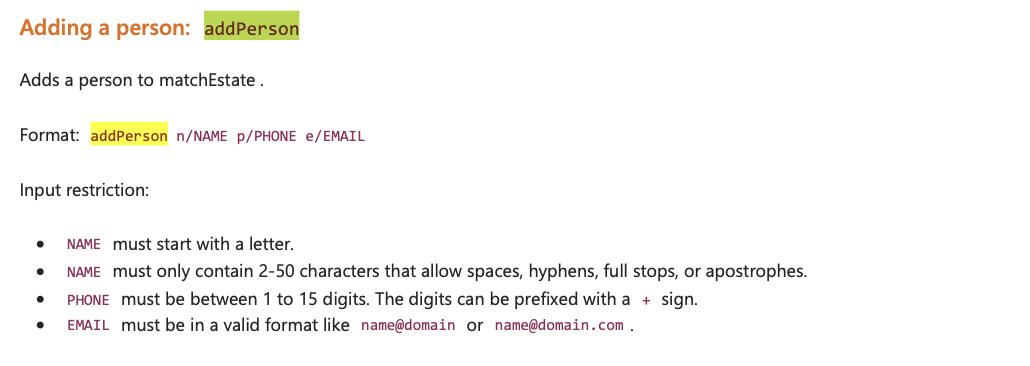 Adding a person: addPerson
Adds a person to matchEstate .
Format: addPerson n/NAME p/PHONE e/EMAIL
Input restriction:
• NAME must start with a letter.
• NAME must only contain 2-50 characters that allow spaces, hyphens, full stops, or apostrophes.
• PHONE must be between 1 to 15 digits. The digits can be prefixed with a + sign.
• EMAIL must be in a valid format like name@domain or name@domain.com .